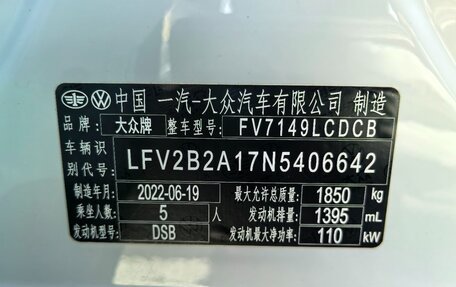 中国 一汽-大众汽车有限公司 制造
品牌: 大众牌 整车型号: FV7149LCDCB
车辆识别代号: LFV2B2A17N5406642
制造年月: 2022-06-19 最大允许总质量: 1850 kg
乘坐人数: 5 人 发动机排量: 1395 mL
发动机型号: DSB 发动机最大净功率: 110 kW